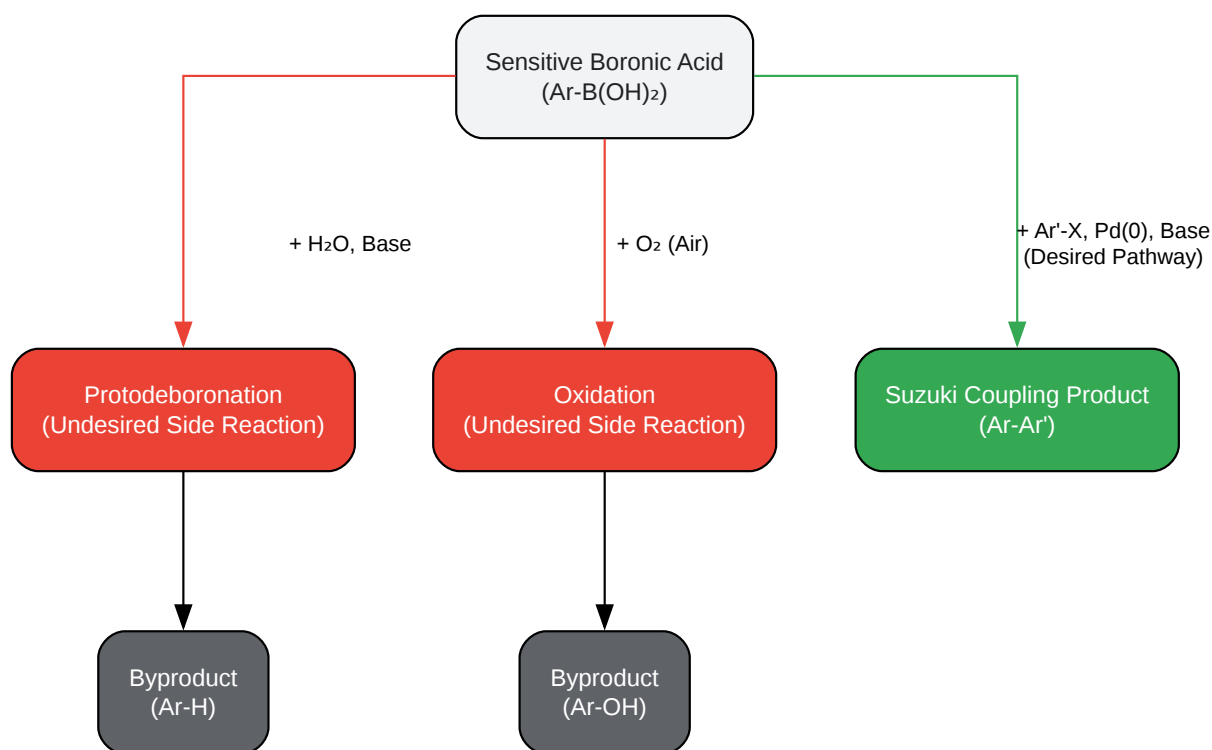 Sensitive Boronic Acid
(Ar-B(OH)₂)
+ H₂O, Base
+ O₂ (Air)
+ Ar'-X, Pd(0), Base
(Desired Pathway)
Protodeboronation
(Undesired Side Reaction)
Oxidation
(Undesired Side Reaction)
Suzuki Coupling Product
(Ar-Ar')
Byproduct
(Ar-H)
Byproduct
(Ar-OH)